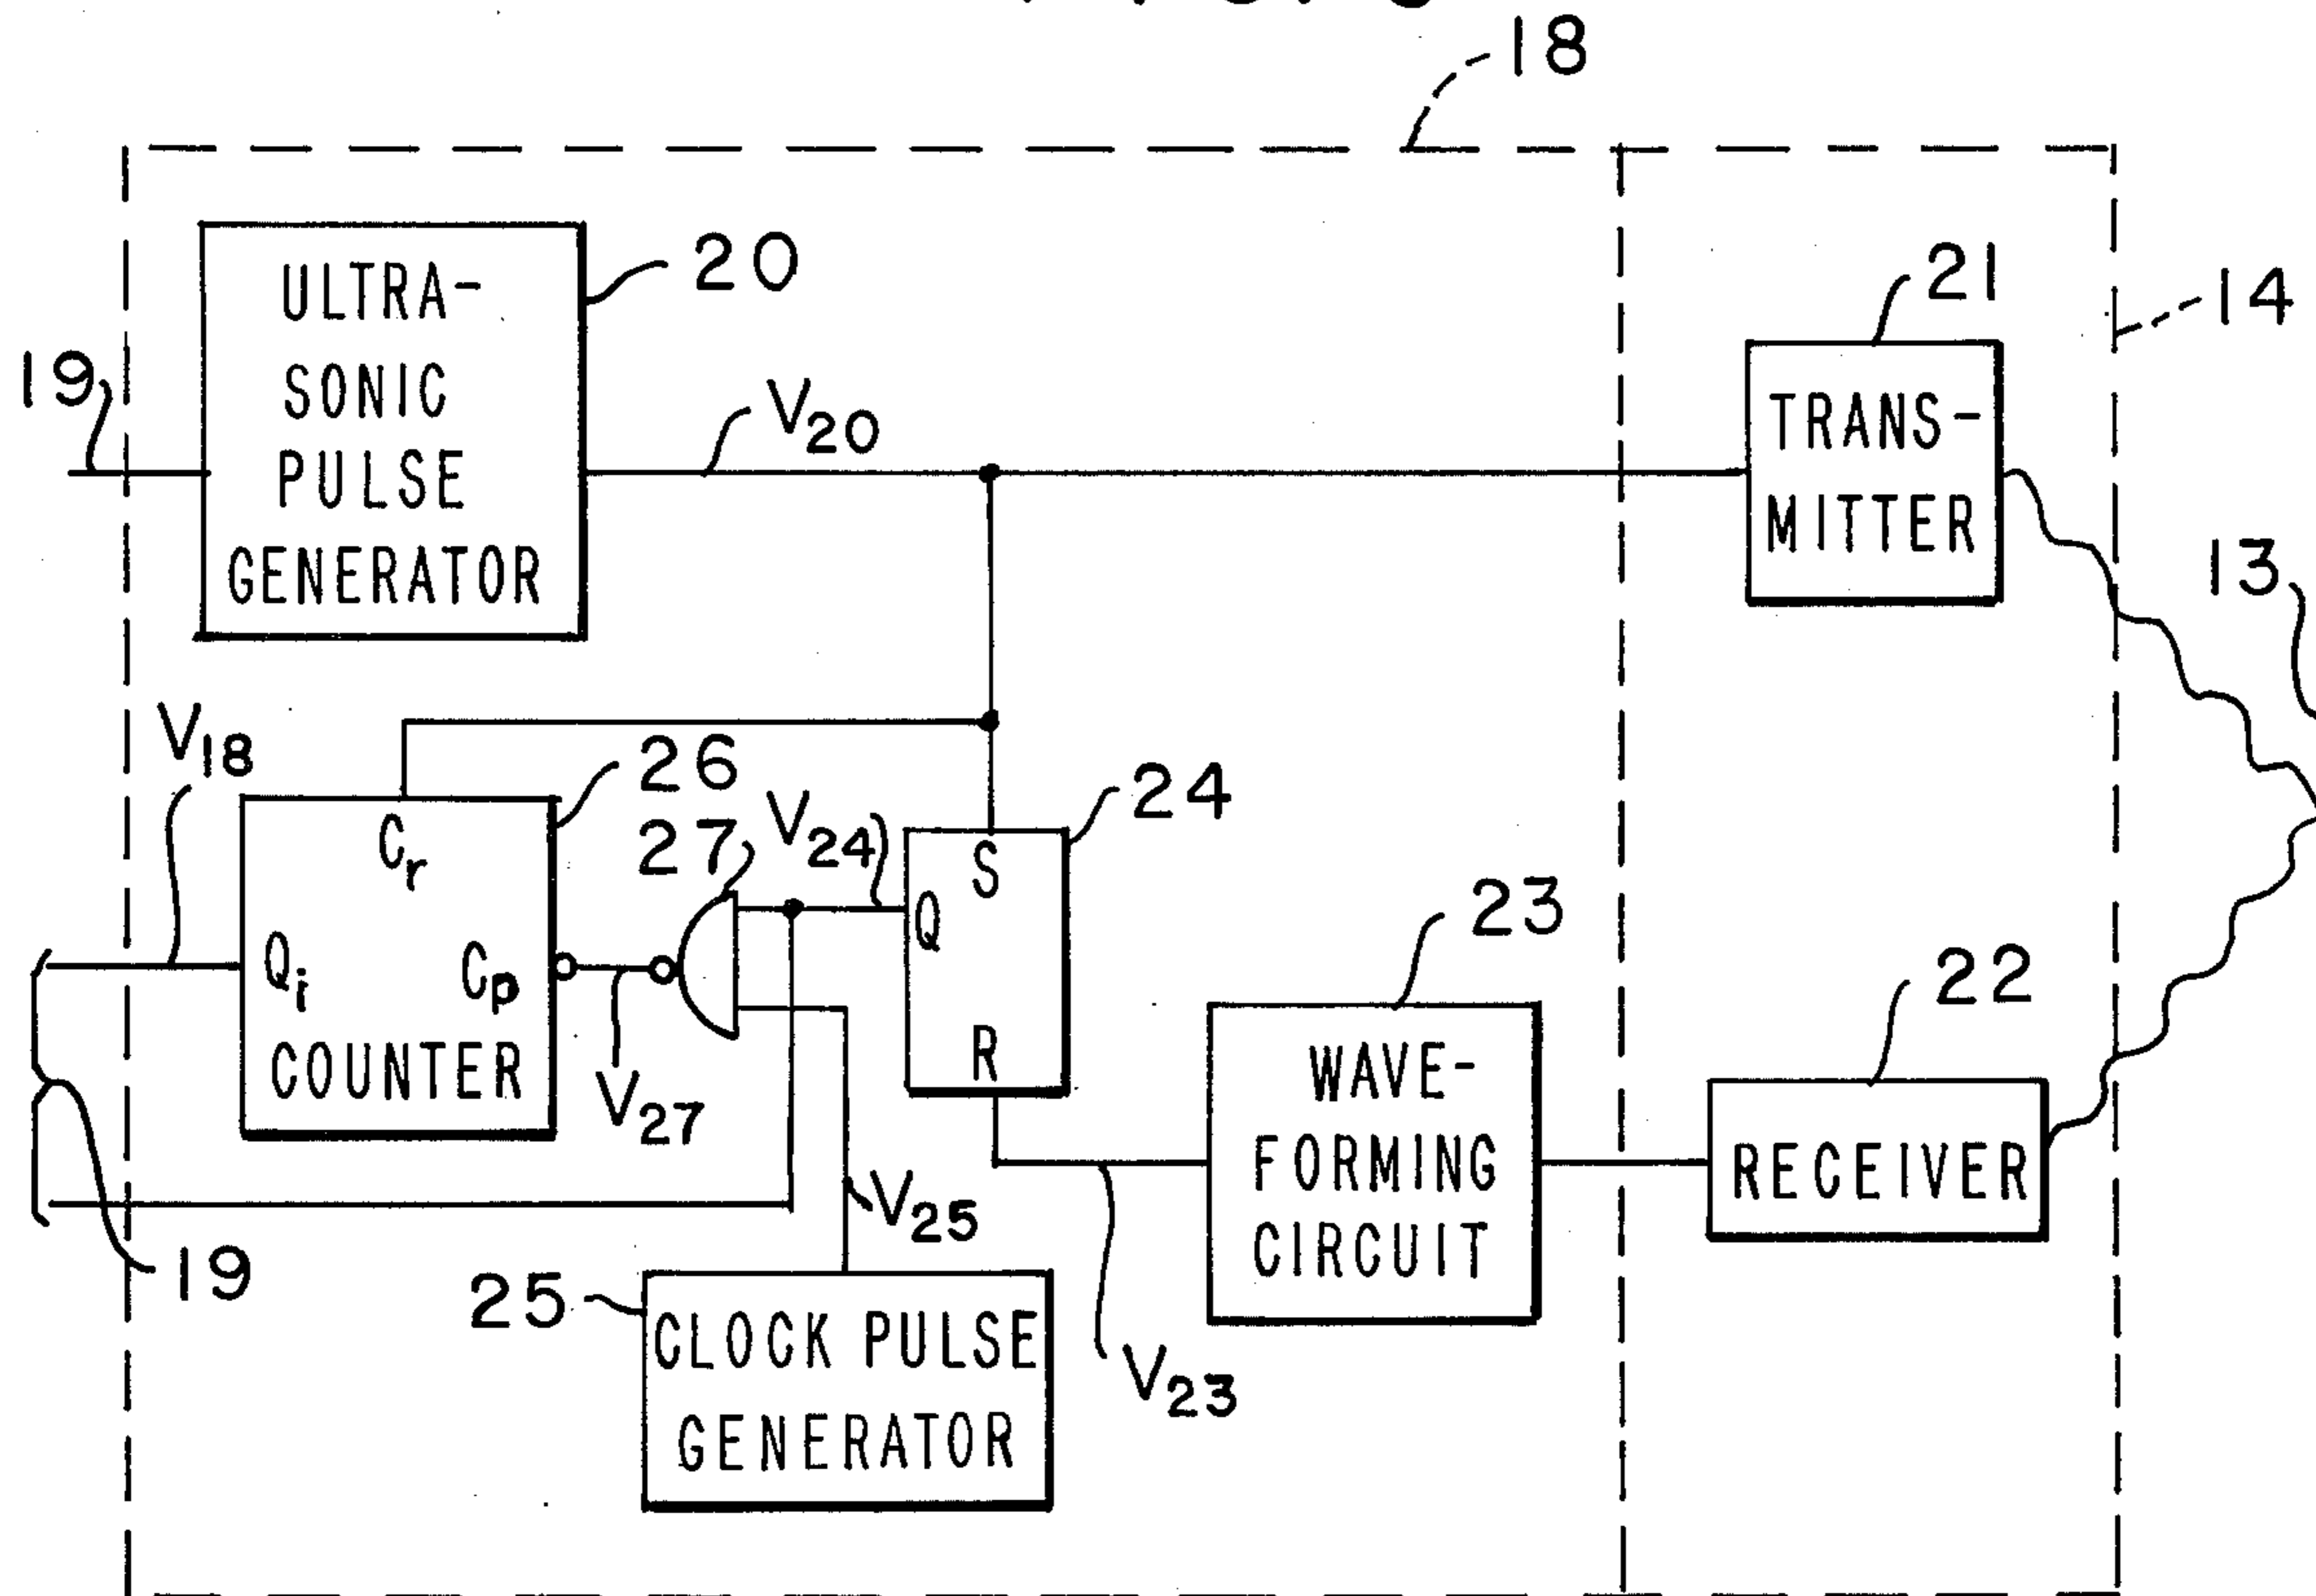 18
ULTRA-
SONIC
PULSE
GENERATOR
20
19
V20
21
14
TRANS-
MITTER
13
V18
26
27
V24
24
Cr
S
Q
Qi
Cp
COUNTER
R
V27
23
WAVE-
FORMING
CIRCUIT
22
RECEIVER
19
V25
25
CLOCK PULSE
GENERATOR
V23